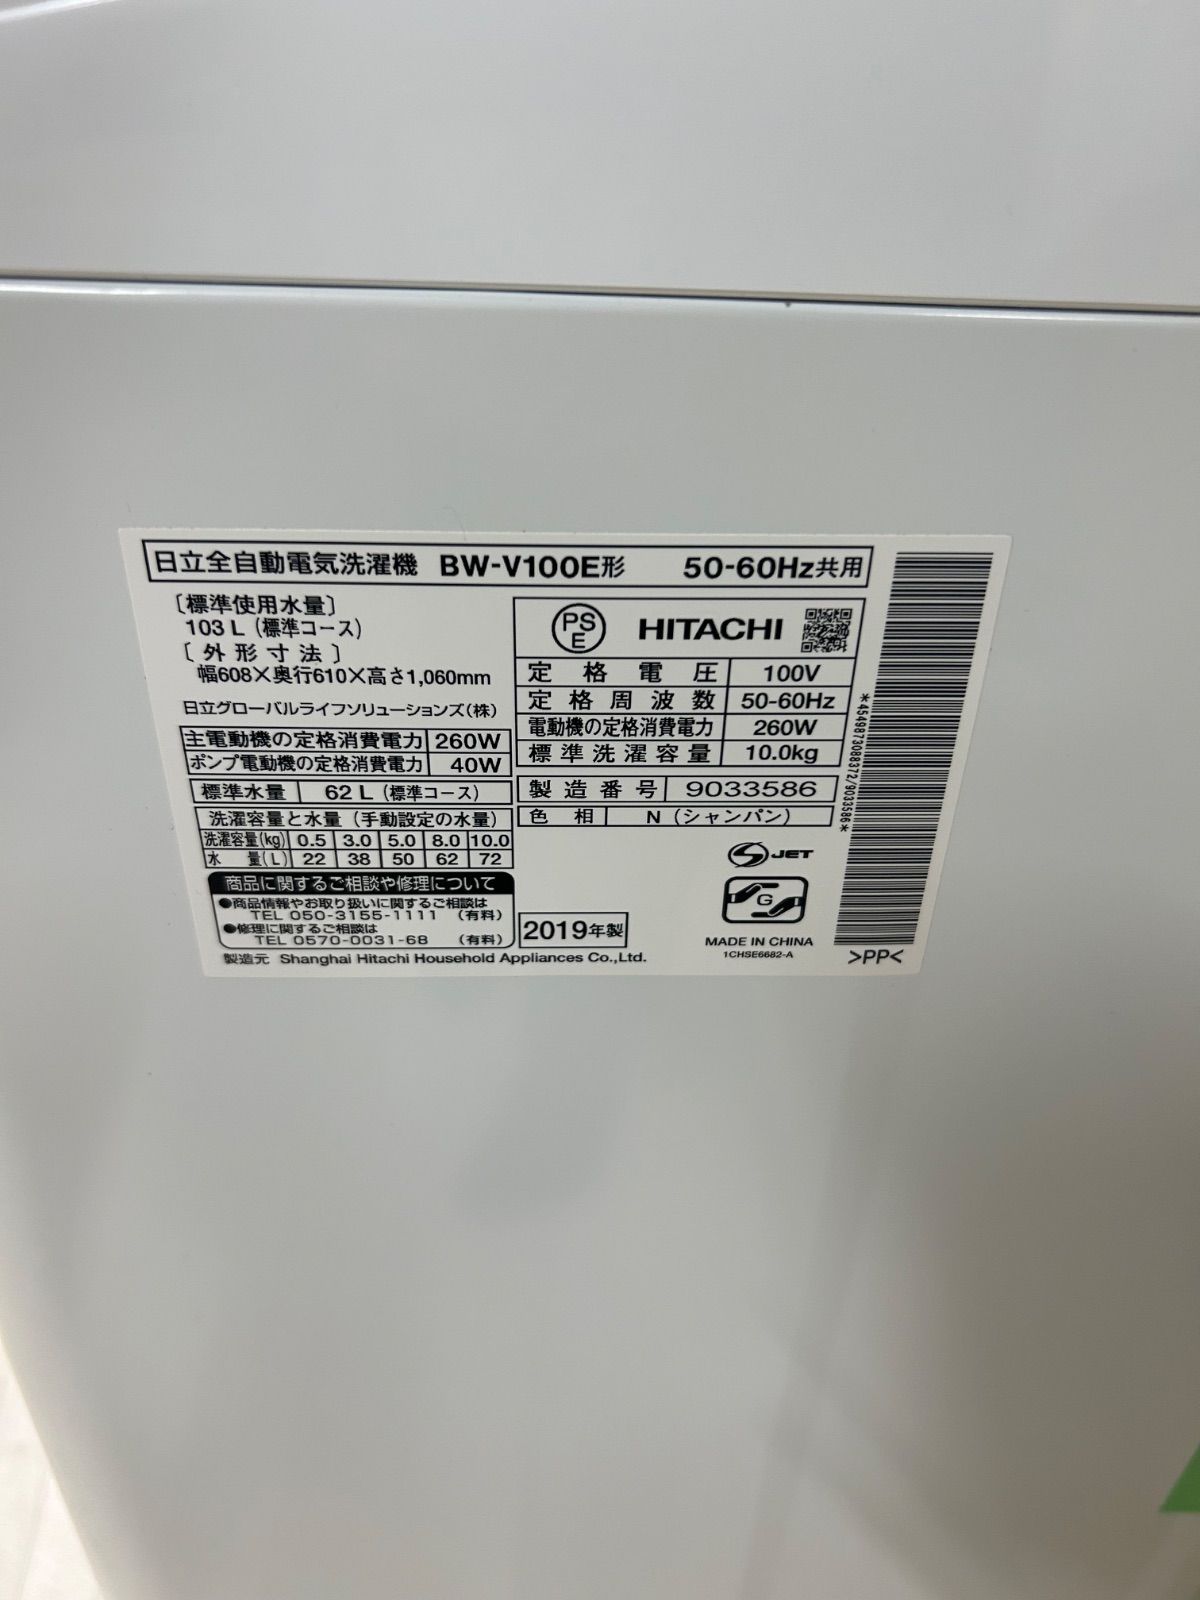 日立全自動電気洗濯機 BW-V100E形 50-60Hz共用
〔標準使用水量〕
103 L (標準コース)
〔外形寸法〕
幅608×奥行610×高さ1,060mm
日立グローバルライフソリューションズ(株)
主電動機の定格消費電力 260W
ポンプ電動機の定格消費電力 40W
標準水量 62 L (標準コース)
洗濯容量と水量 (手動設定の水量)
洗濯容量(kg) 0.5 3.0 5.0 8.0 10.0
水 量(L) 22 38 50 62 72
商品に関するご相談や修理について
●商品情報やお取り扱いに関するご相談は
TEL 050-3155-1111 (有料)
●修理に関するご相談は
TEL 0570-0031-68 (有料)
製造元 Shanghai Hitachi Household Appliances Co.,Ltd.
PS
E
HITACHI
定格電圧 100V
定格周波数 50-60Hz
電動機の定格消費電力 260W
標準洗濯容量 10.0kg
製造番号 9033586
色相 N (シャンパン)
S JET
G
2019年製
MADE IN CHINA
1CHSE6682-A
*4549873088372/9033586*
>PP<